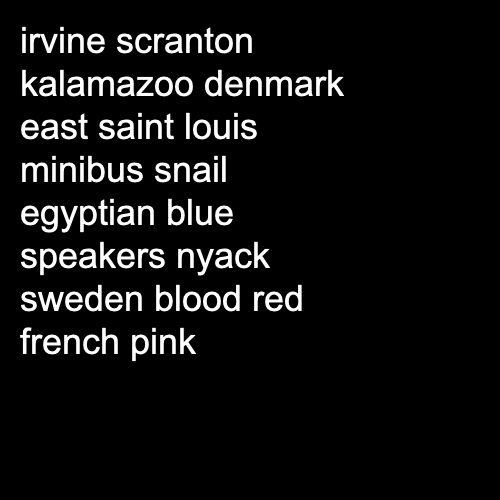 irvine scranton
kalamazoo denmark
east saint louis
minibus snail
egyptian blue
speakers nyack
sweden blood red
french pink